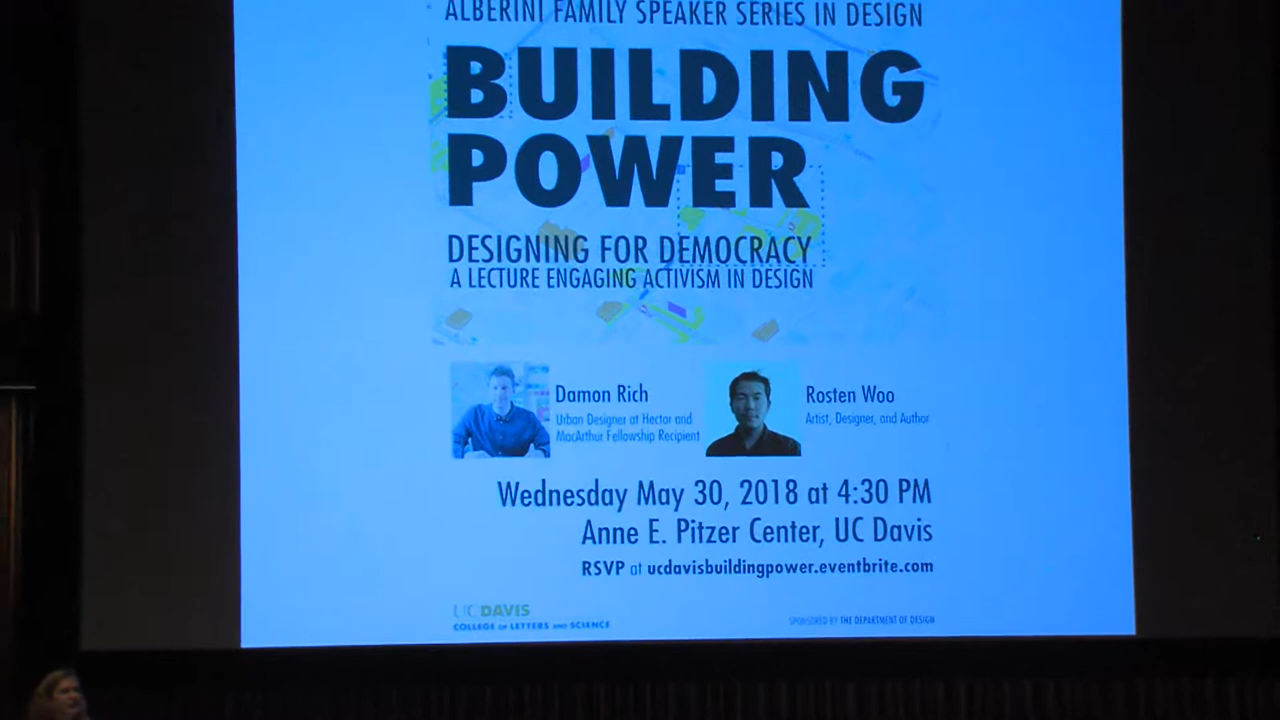 ALBERINI FAMILY SPEAKER SERIES IN DESIGN
BUILDING
POWER
DESIGNING FOR DEMOCRACY
A LECTURE ENGAGING ACTIVISM IN DESIGN
Damon Rich
Urban Designer at Hector and
MacArthur Fellowship Recipient
Rosten Woo
Artist, Designer, and Author
Wednesday May 30, 2018 at 4:30 PM
Anne E. Pitzer Center, UC Davis
RSVP at ucdavisbuildingpower.eventbrite.com
UCDAVIS
COLLEGE OF LETTERS AND SCIENCE
SPONSORED BY THE DEPARTMENT OF DESIGN